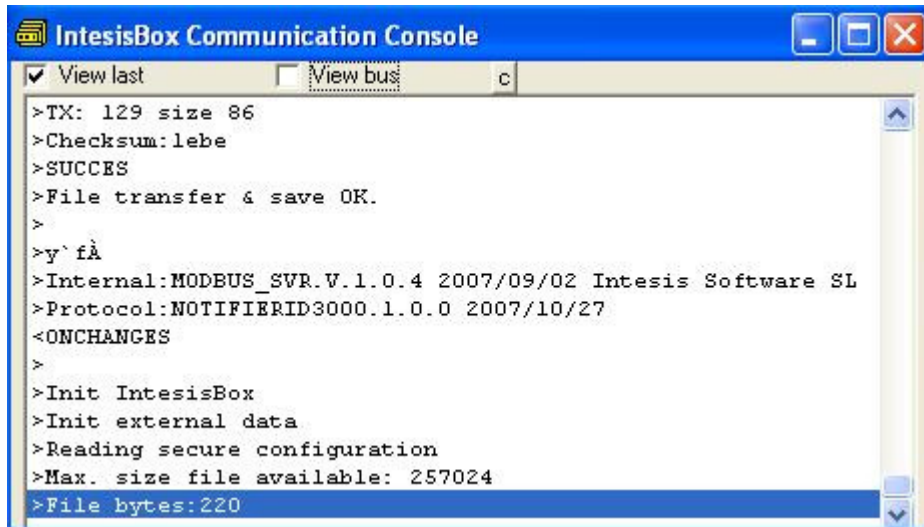 IntesisBox Communication Console
View last View bus c
>TX: 129 size 86
>Checksum:1ebe
>SUCCES
>File transfer & save OK.
>
>y`fÀ
>Internal:MODBUS_SVR.V.1.0.4 2007/09/02 Intesis Software SL
>Protocol:NOTIFIERID3000.1.0.0 2007/10/27
<ONCHANGES
>
>Init IntesisBox
>Init external data
>Reading secure configuration
>Max. size file available: 257024
>File bytes:220